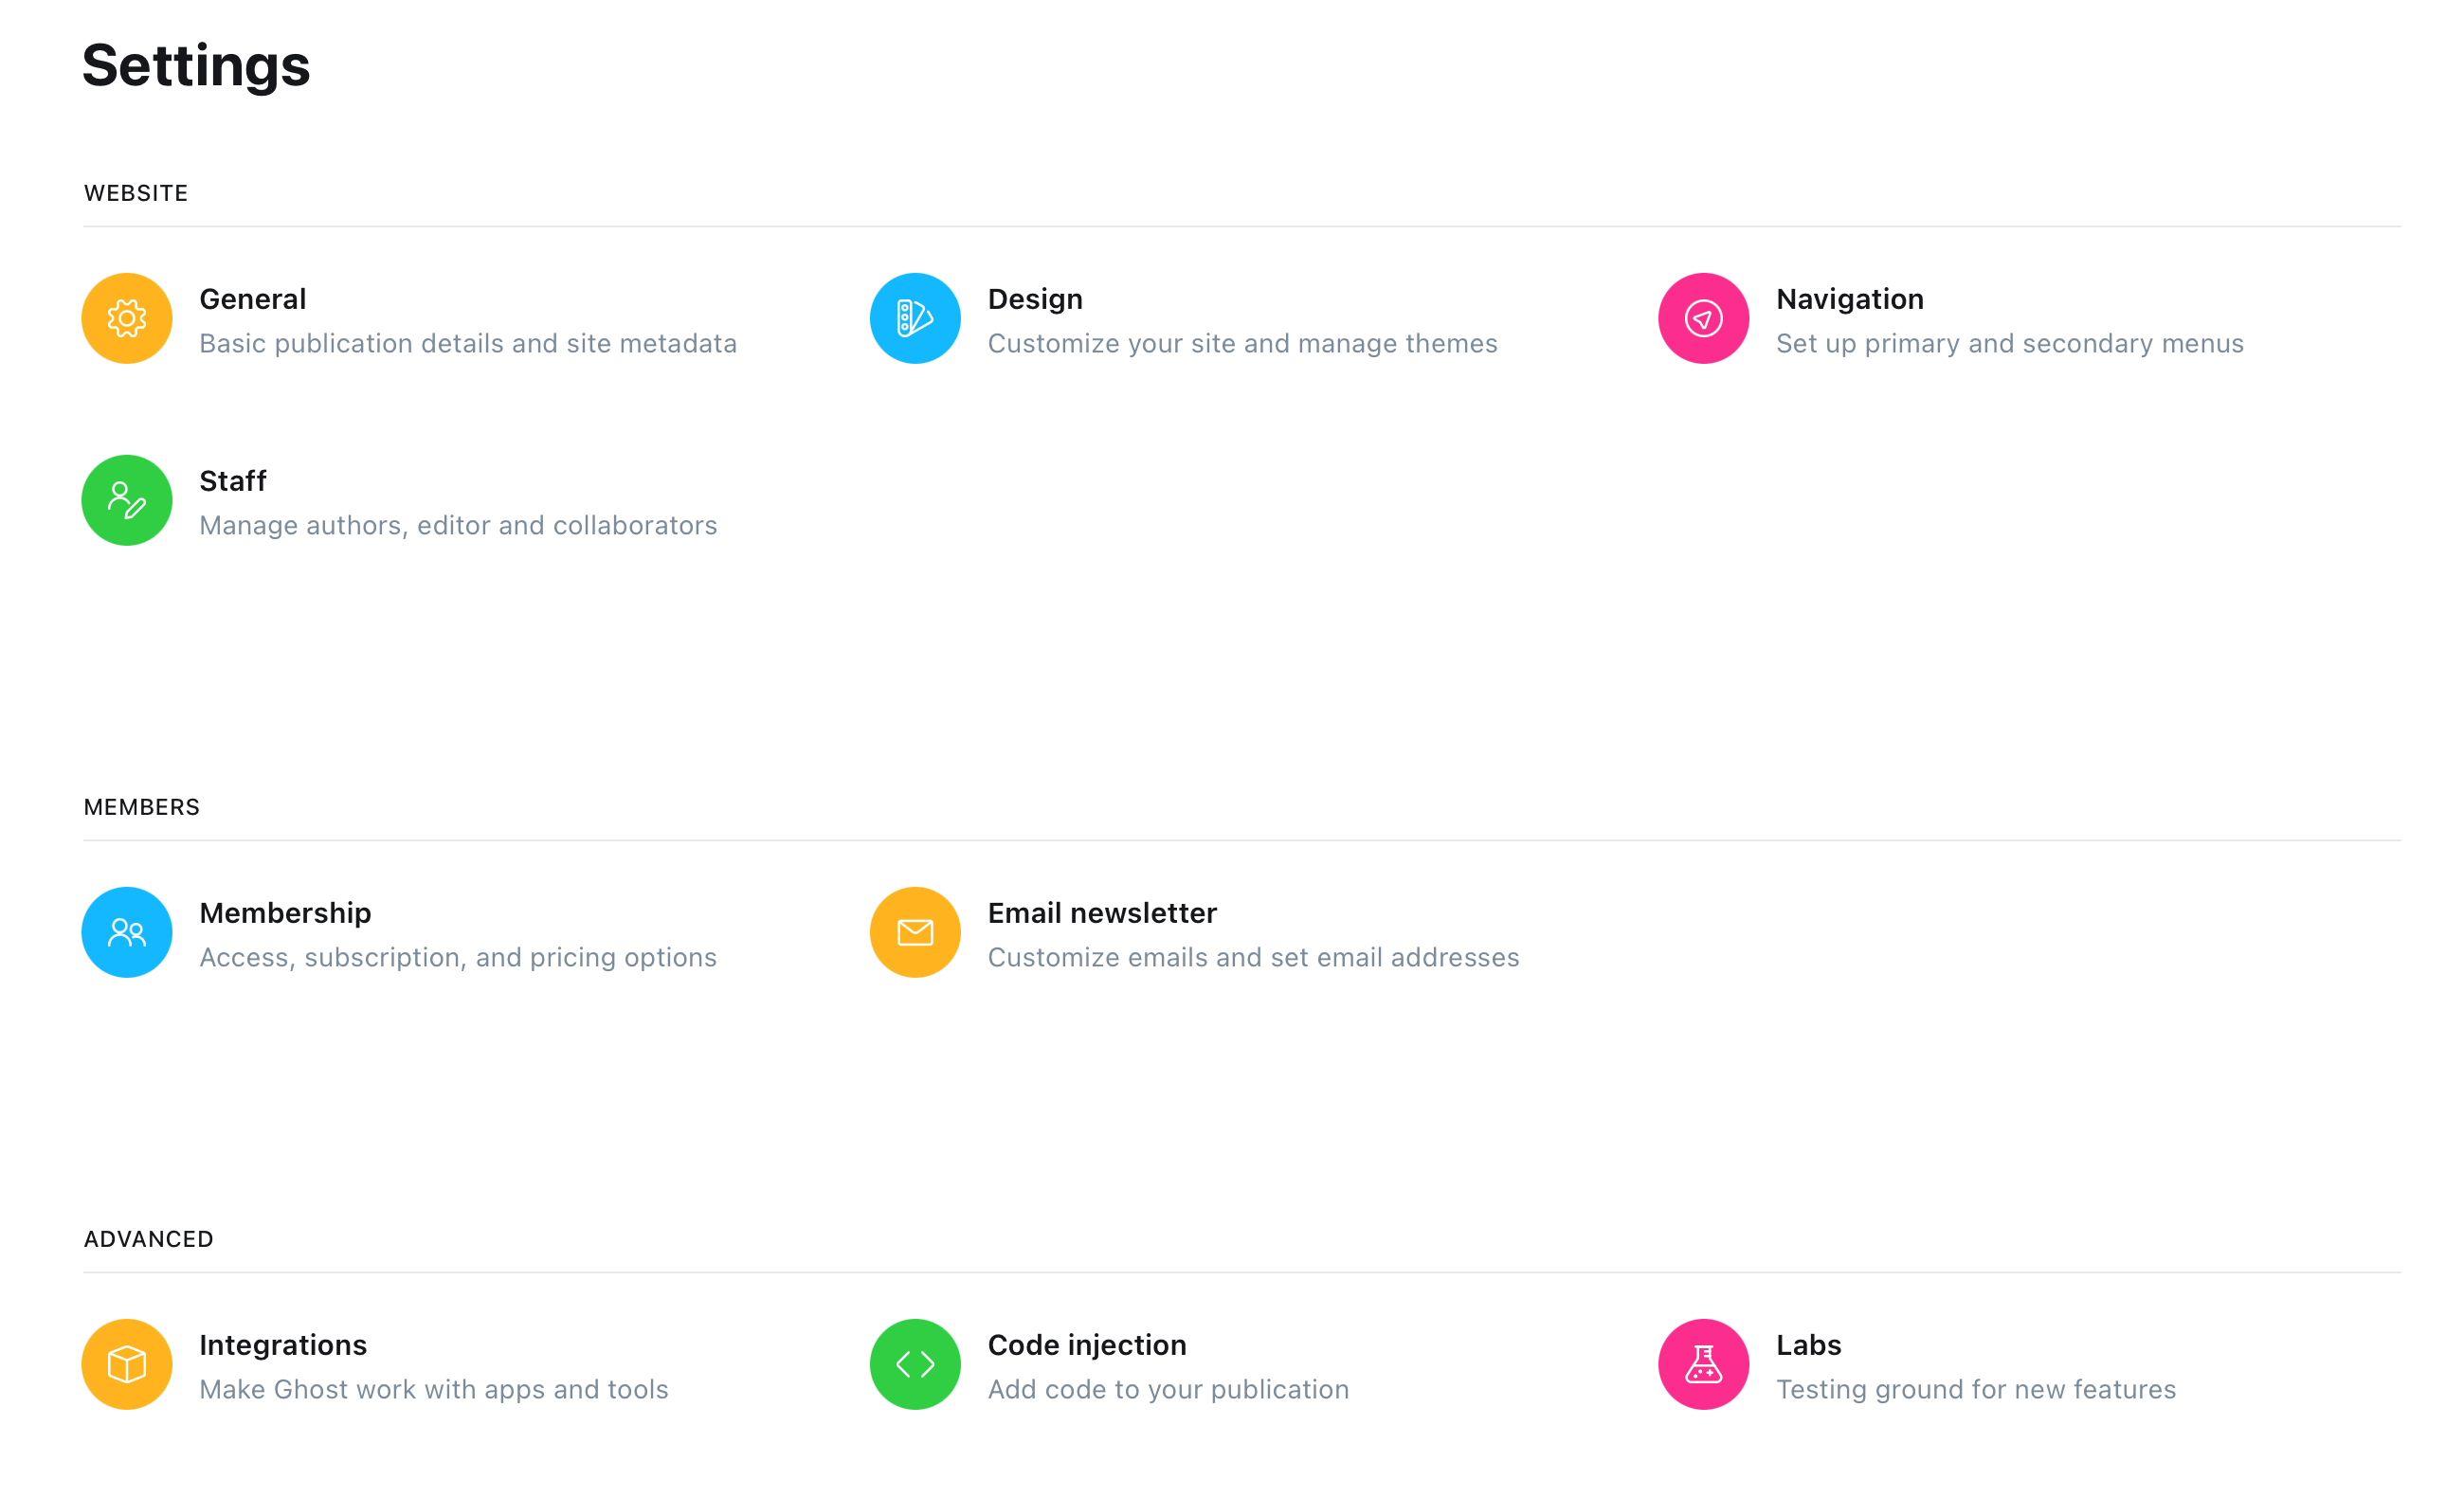 Settings
WEBSITE
General
Basic publication details and site metadata
Design
Customize your site and manage themes
Navigation
Set up primary and secondary menus
Staff
Manage authors, editor and collaborators
MEMBERS
Membership
Access, subscription, and pricing options
Email newsletter
Customize emails and set email addresses
ADVANCED
Integrations
Make Ghost work with apps and tools
Code injection
Add code to your publication
Labs
Testing ground for new features